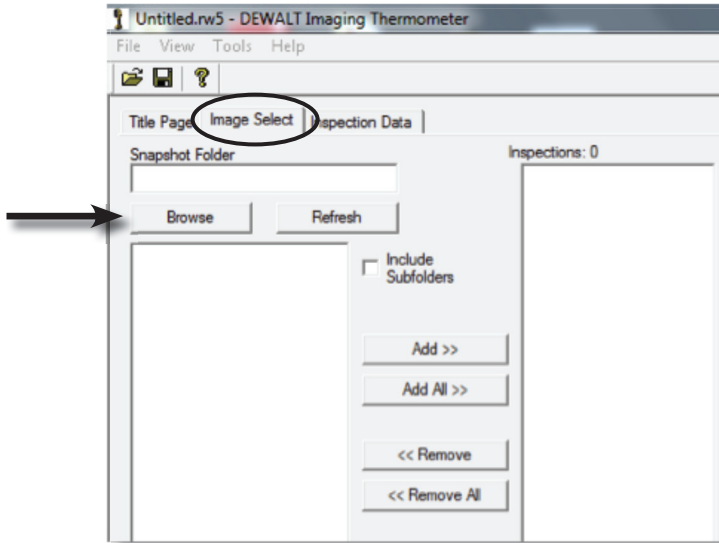 Untitled.rw5 - DEWALT Imaging Thermometer
File View Tools Help
Title Page Image Select Inspection Data
Snapshot Folder
Inspections: 0
Browse Refresh
Include
Subfolders
Add >>
Add All >>
<< Remove
<< Remove All